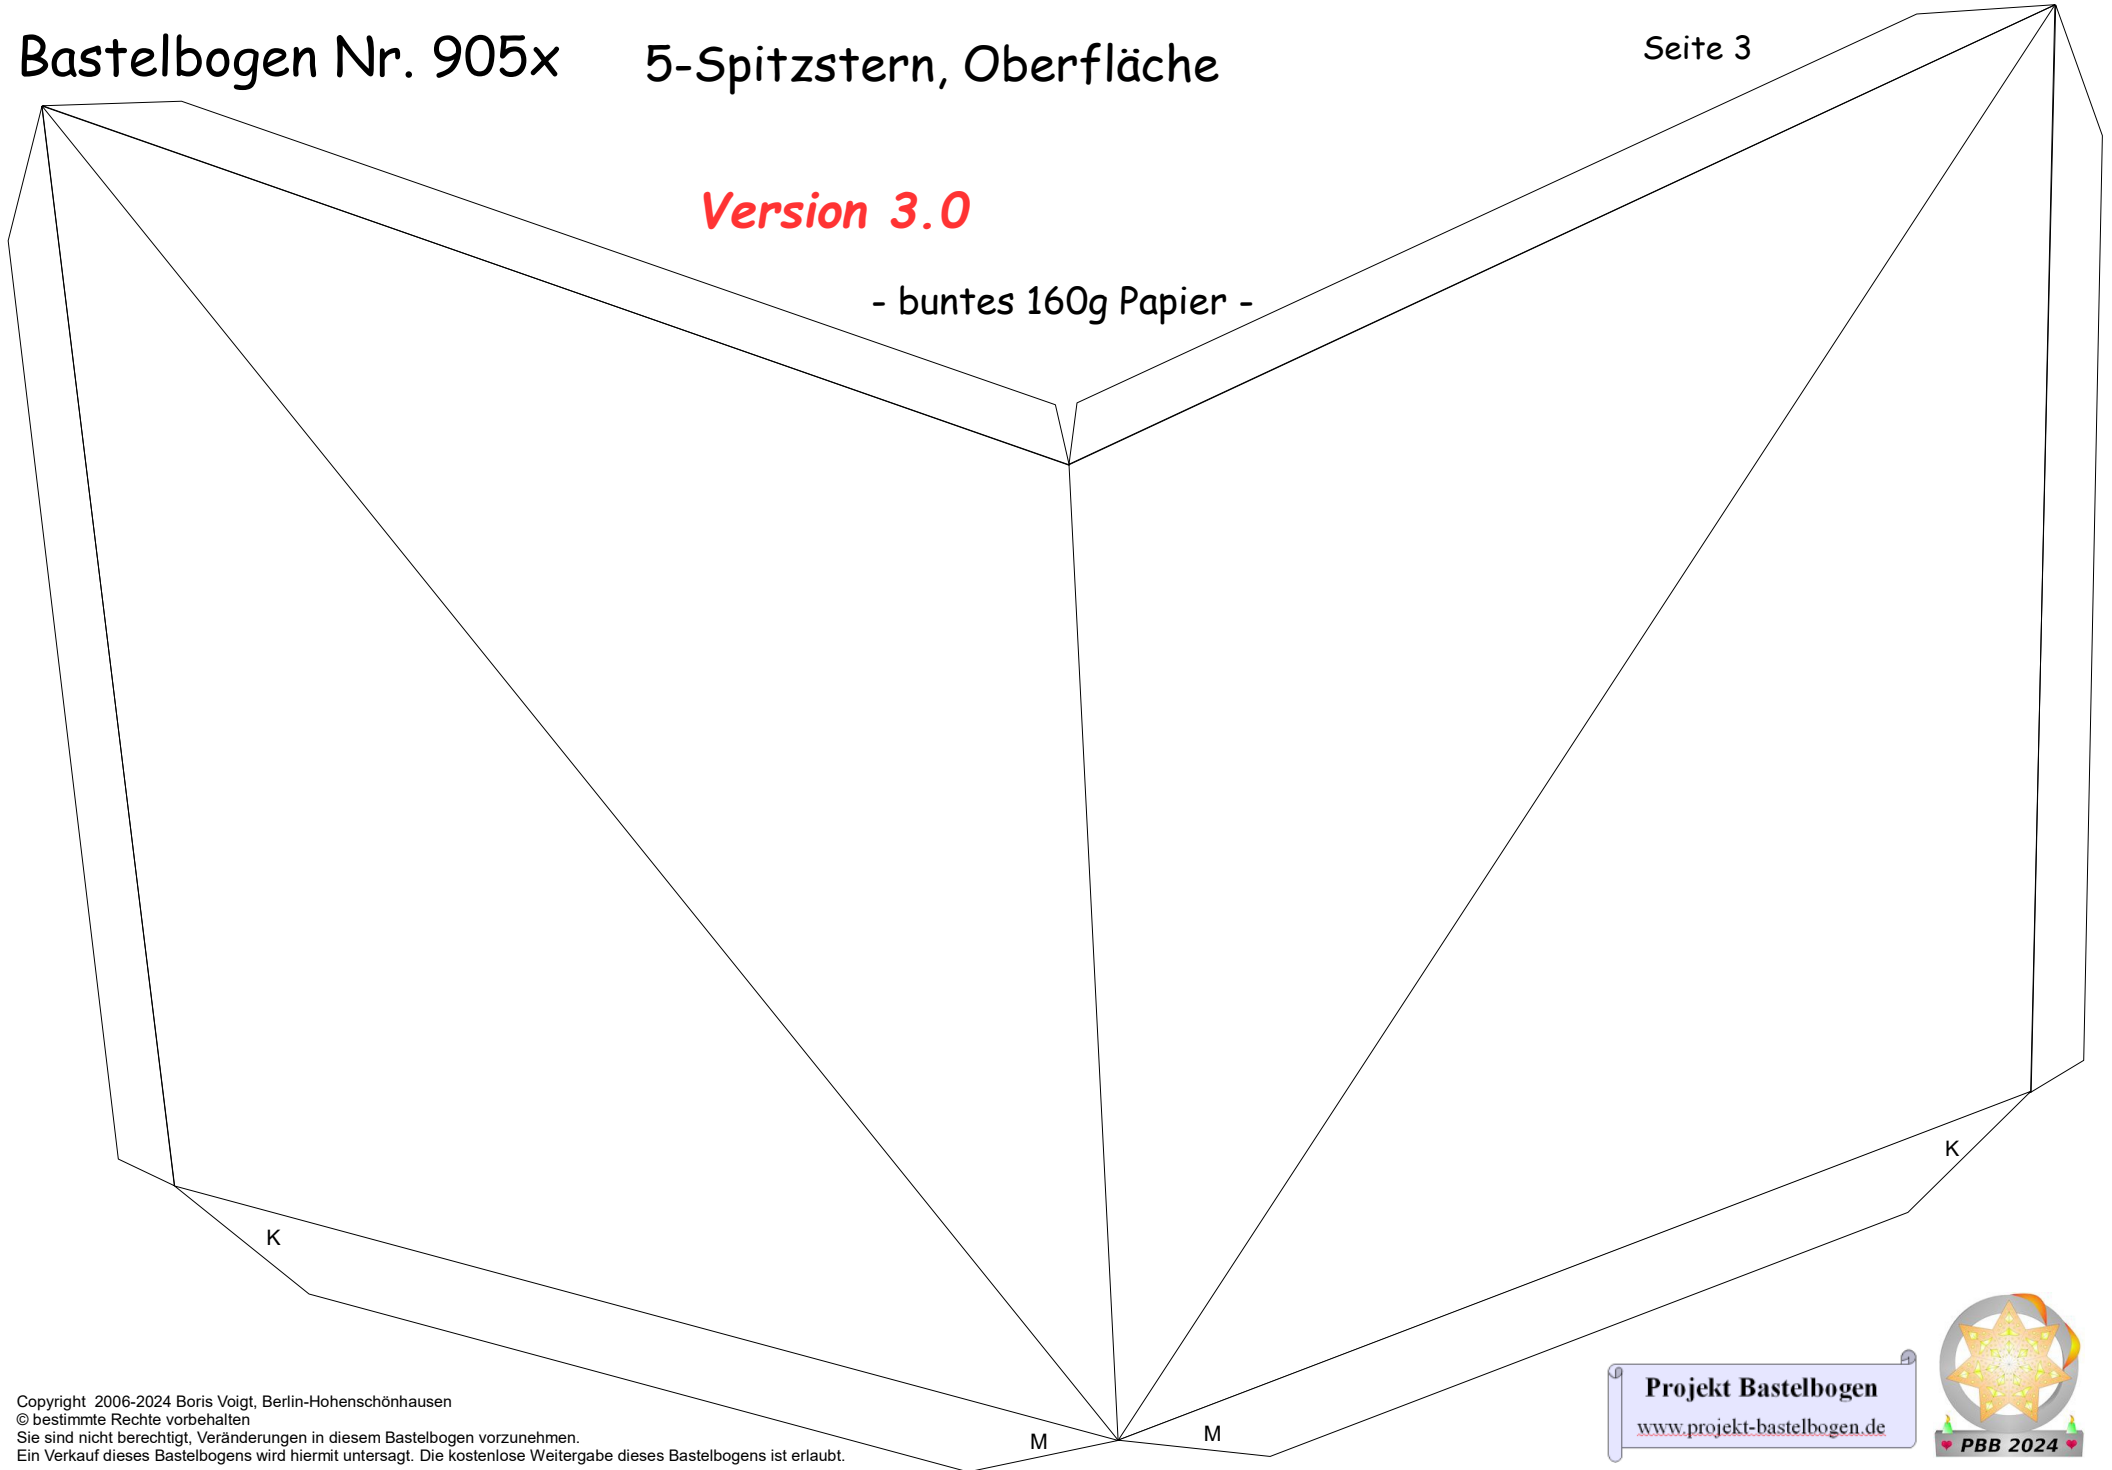 Bastelbogen Nr. 905x
5-Spitzstern, Oberfläche
Seite 3
Version 3.0
- buntes 160g Papier -
K
K
M
M
Copyright  2006-2024 Boris Voigt, Berlin-Hohenschönhausen
© bestimmte Rechte vorbehalten
Sie sind nicht berechtigt, Veränderungen in diesem Bastelbogen vorzunehmen.
Ein Verkauf dieses Bastelbogens wird hiermit untersagt. Die kostenlose Weitergabe dieses Bastelbogens ist erlaubt.
Projekt Bastelbogen
www.projekt-bastelbogen.de
PBB 2024